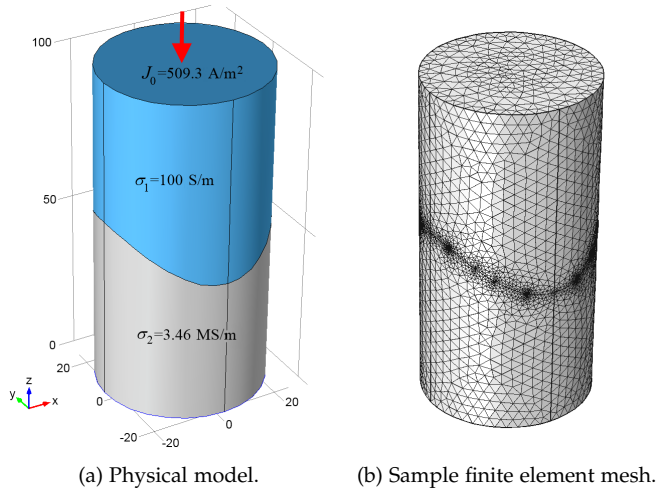 100
J₀=509.3 A/m²
σ₁=100 S/m
50
σ₂=3.46 MS/m
0
20
z
y
x
0
20
0
-20
-20
(a) Physical model.
(b) Sample finite element mesh.